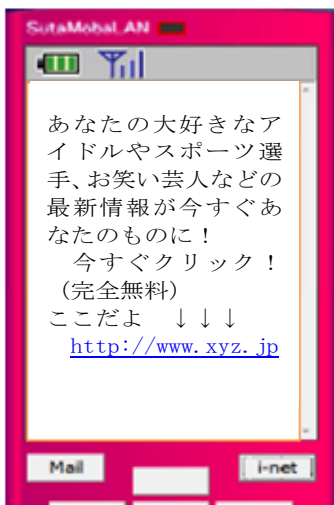 SutaMobaLAN
あなたの大好きなア
イドルやスポーツ選
手、お笑い芸人などの
最新情報が今すぐあ
なたのものに！
今すぐクリック！
（完全無料）
ここだよ　↓↓↓
http://www.xyz.jp
Mail
i-net